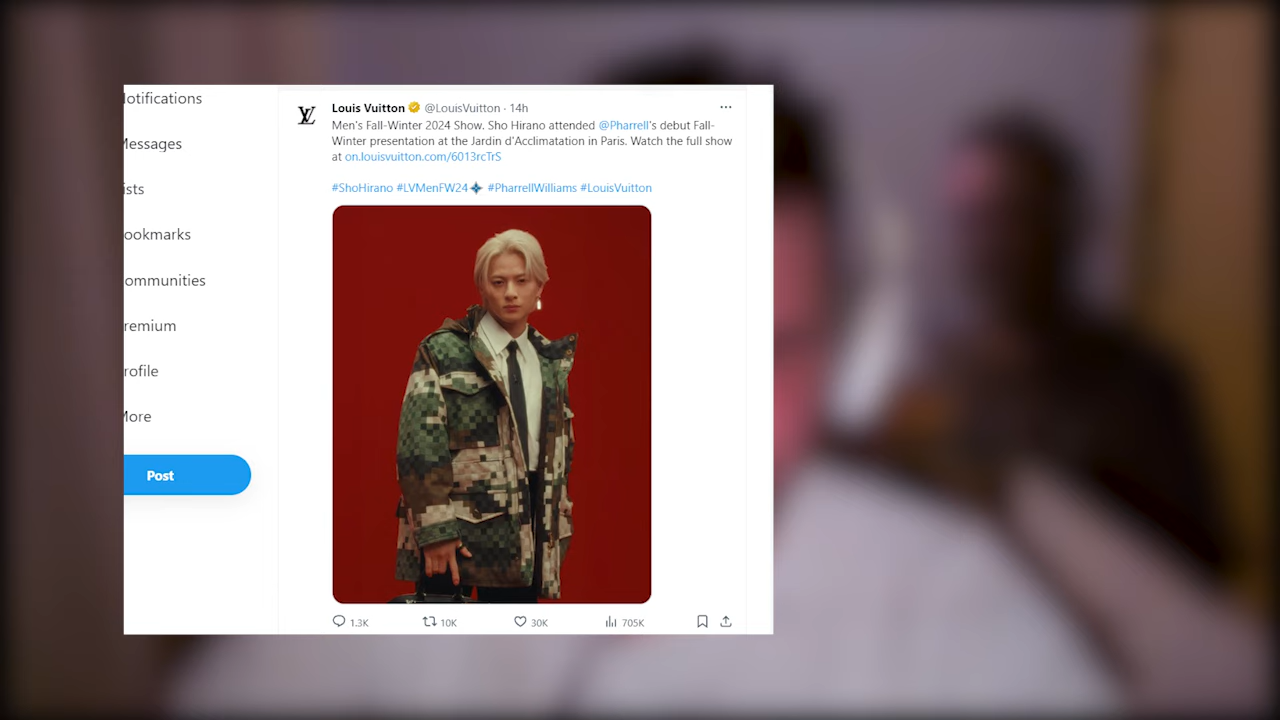 lotifications
Messages
ists
ookmarks
ommunities
remium
rofile
More
Post
Louis Vuitton @LouisVuitton · 14h
Men's Fall-Winter 2024 Show. Sho Hirano attended @Pharrell's debut Fall-
Winter presentation at the Jardin d'Acclimatation in Paris. Watch the full show
at on.louisvuitton.com/6013rcTrS
#ShoHirano #LVMenFW24 #PharrellWilliams #LouisVuitton
1.3K 10K 30K 705K